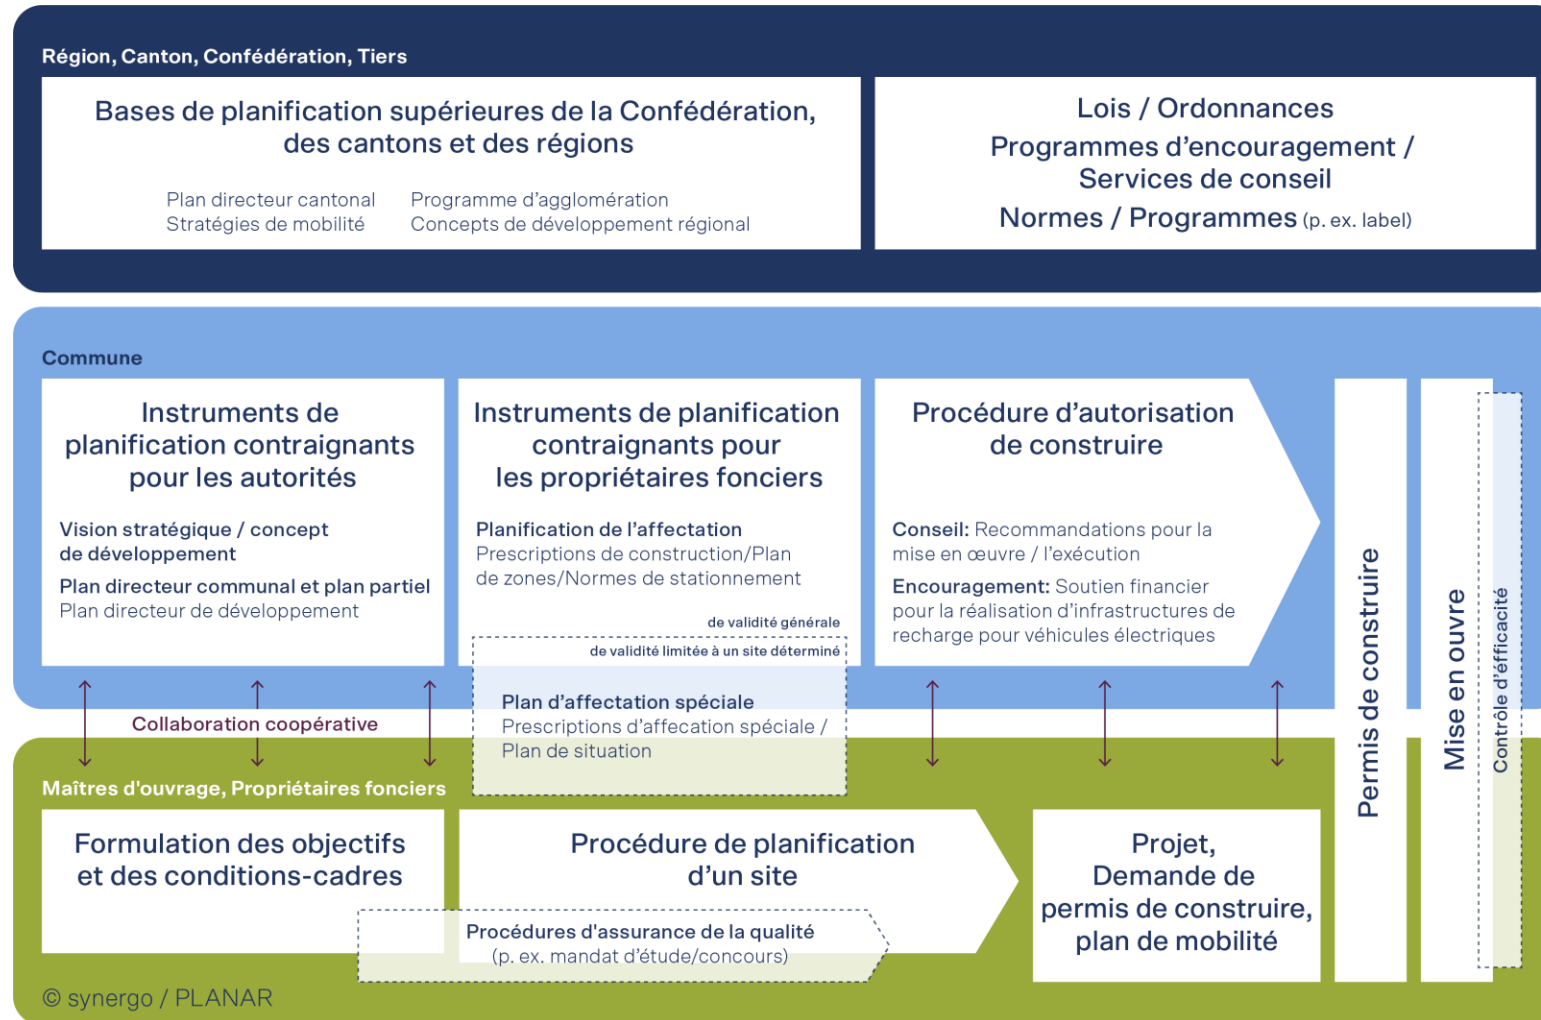 Région, Canton, Confédération, Tiers
Bases de planification supérieures de la Confédération,
des cantons et des régions
Plan directeur cantonal
Stratégies de mobilité
Programme d'agglomération
Concepts de développement régional
Lois / Ordonnances
Programmes d'encouragement /
Services de conseil
Normes / Programmes (p. ex. label)
Commune
Instruments de
planification contraignants
pour les autorités
Vision stratégique / concept
de développement
Plan directeur communal et plan partiel
Plan directeur de développement
Instruments de planification
contraignants pour
les propriétaires fonciers
Planification de l'affectation
Prescriptions de construction/Plan
de zones/Normes de stationnement
de validité générale
de validité limitée à un site déterminé
Plan d'affectation spéciale
Prescriptions d'affecation spéciale /
Plan de situation
Procédure d'autorisation
de construire
Conseil: Recommandations pour la
mise en œuvre / l'exécution
Encouragement: Soutien financier
pour la réalisation d'infrastructures de
recharge pour véhicules électriques
Permis de construire
Mise en ouvre
Contrôle d'éfficacité
Collaboration coopérative
Maîtres d'ouvrage, Propriétaires fonciers
Formulation des objectifs
et des conditions-cadres
Procédure de planification
d'un site
Procédures d'assurance de la qualité
(p. ex. mandat d'étude/concours)
Projet,
Demande de
permis de construire,
plan de mobilité
© synergo / PLANAR